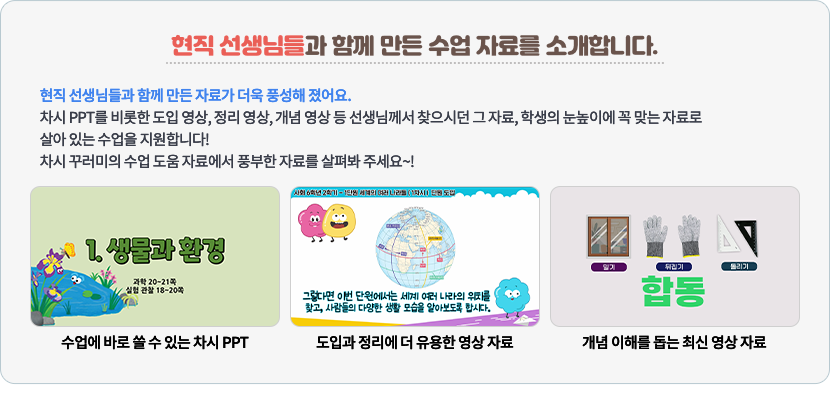 현직 선생님들과 함께 만든 수업 자료를 소개합니다.
현직 선생님들과 함께 만든 자료가 더욱 풍성해 졌어요.
차시 PPT를 비롯한 도입 영상, 정리 영상, 개념 영상 등 선생님께서 찾으시던 그 자료, 학생의 눈높이에 꼭 맞는 자료로
살아 있는 수업을 지원합니다!
차시 꾸러미의 수업 도움 자료에서 풍부한 자료를 살펴봐 주세요~!
1. 생물과 환경
과학 20~21쪽
실험 관찰 18~20쪽
사회 6학년 2학기 - 1단원 세계의 여러 나라들 (1차시) 단원 도입
그렇다면 이번 단원에서는 세계 여러 나라의 위치를
찾고, 사람들의 다양한 생활 모습을 알아보도록 합시다.
밀기
뒤집기
돌리기
합동
수업에 바로 쓸 수 있는 차시 PPT
도입과 정리에 더 유용한 영상 자료
개념 이해를 돕는 최신 영상 자료